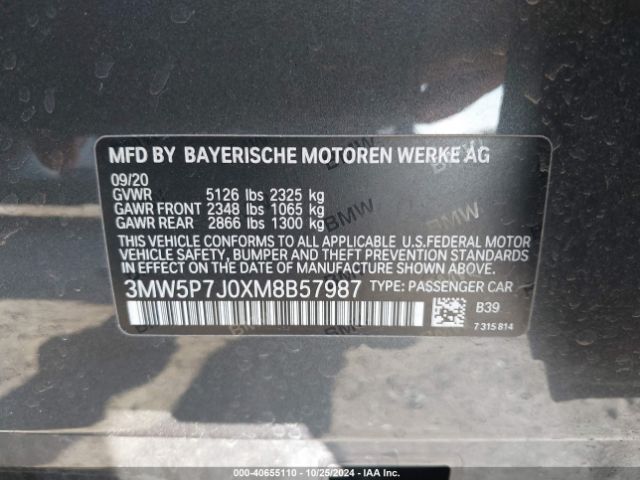 MFD BY BAYERISCHE MOTOREN WERKE AG
09/20
GVWR 5126 lbs 2325 kg
GAWR FRONT 2348 lbs 1065 kg
GAWR REAR 2866 lbs 1300 kg
THIS VEHICLE CONFORMS TO ALL APPLICABLE U.S.FEDERAL MOTOR
VEHICLE SAFETY, BUMPER, AND THEFT PREVENTION STANDARDS
IN EFFECT ON THE DATE OF MANUFACTURE SHOWN ABOVE.
3MW5P7J0XM8B57987 TYPE: PASSENGER CAR
B39
7 315 814
000-40655110 - 10/25/2024 - IAA Inc.